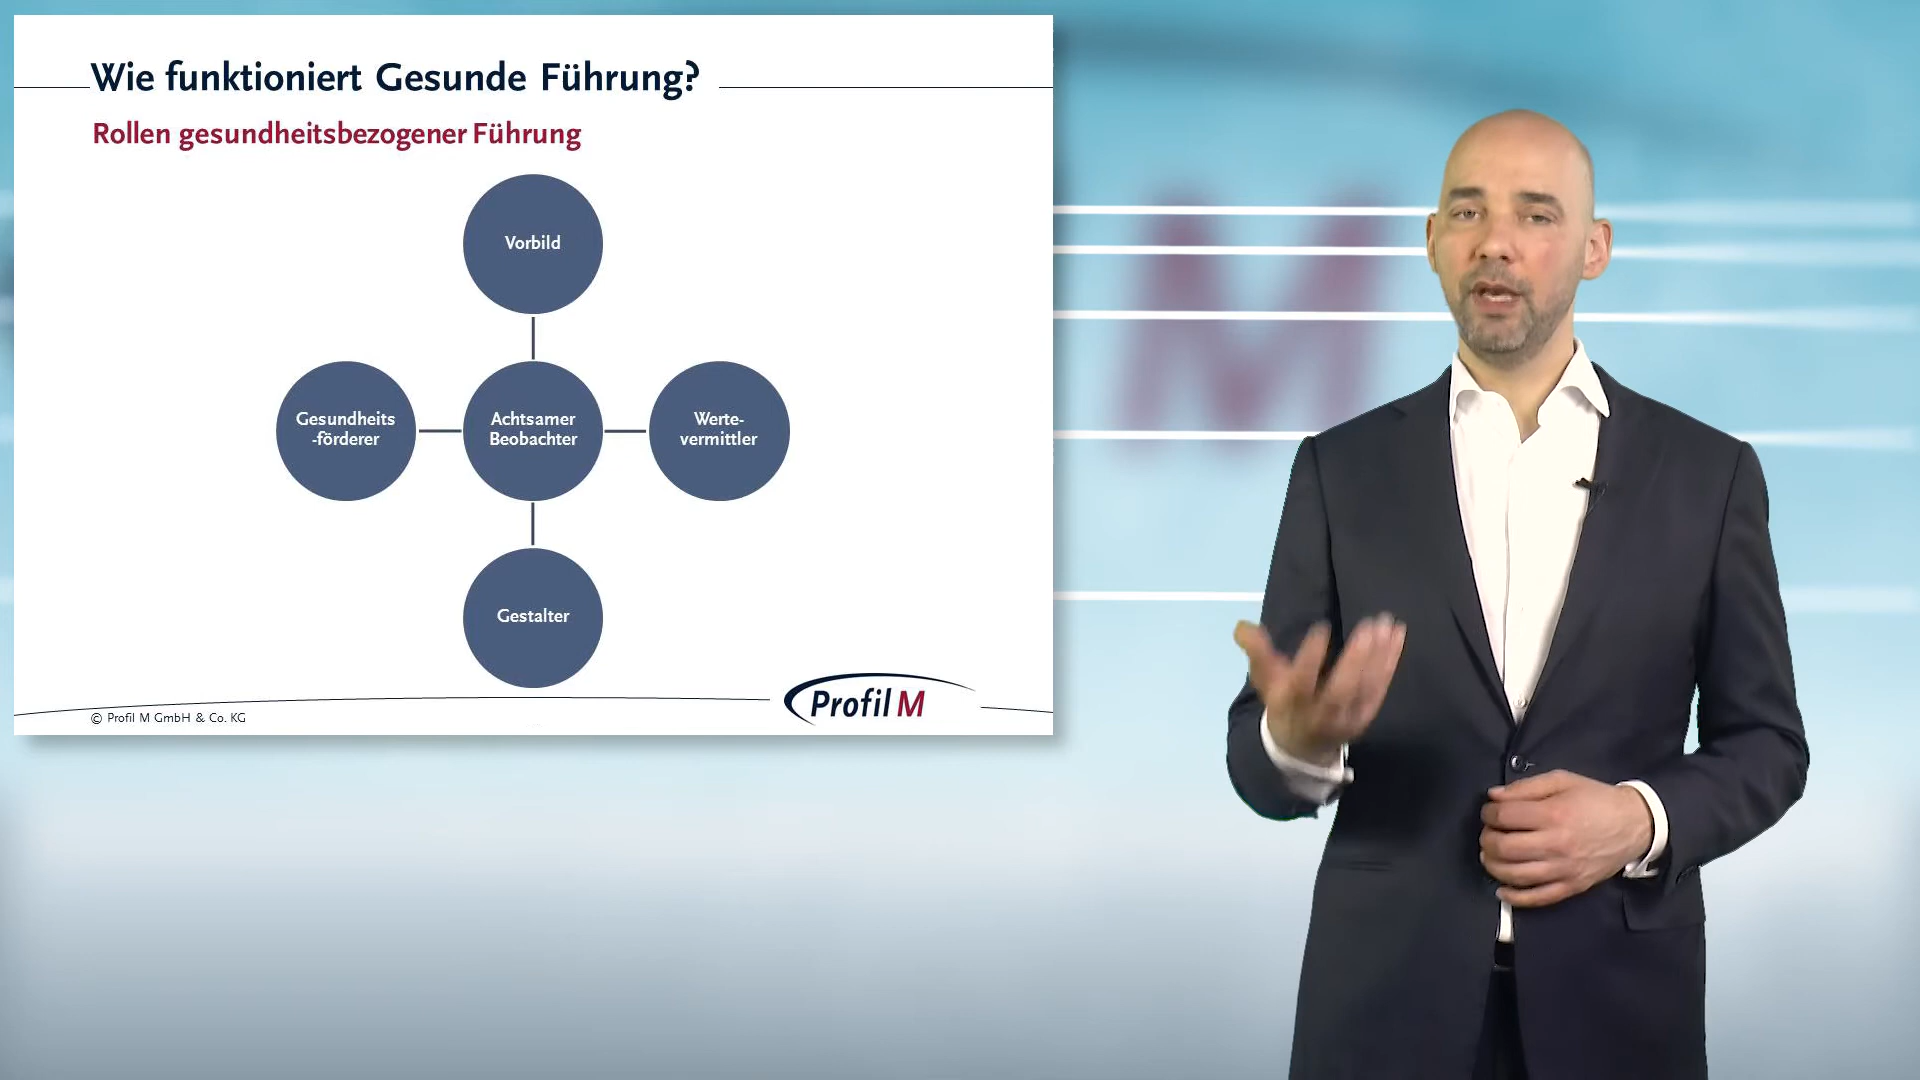 Wie funktioniert Gesunde Führung?
Rollen gesundheitsbezogener Führung
Vorbild
Gesundheits
-förderer
Achtsamer
Beobachter
Werte-
vermittler
Gestalter
© Profil M GmbH & Co. KG
Profil M
M